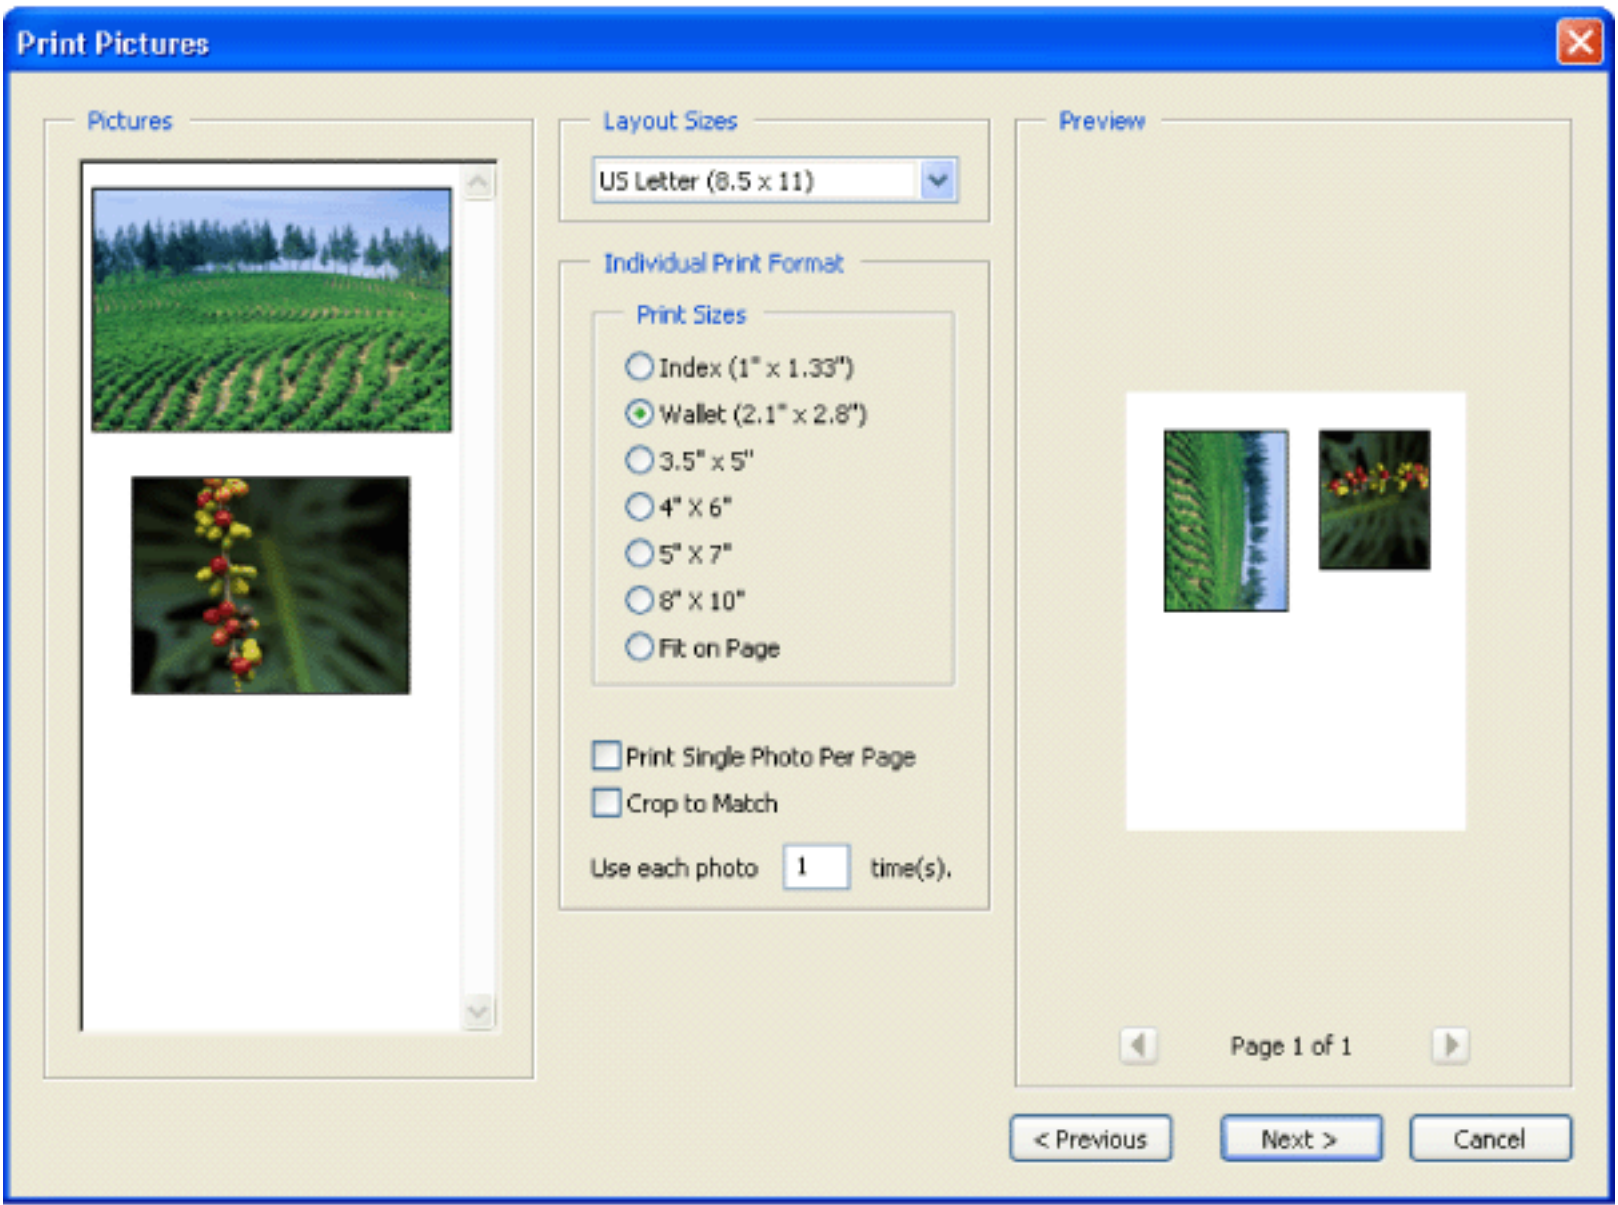 Print Pictures
Pictures
Layout Sizes
US Letter (8.5 x 11)
Individual Print Format
Print Sizes
Index (1" x 1.33")
Wallet (2.1" x 2.8")
3.5" x 5"
4" X 6"
5" X 7"
8" X 10"
Fit on Page
Print Single Photo Per Page
Crop to Match
Use each photo 1 time(s).
Preview
Page 1 of 1
< Previous
Next >
Cancel